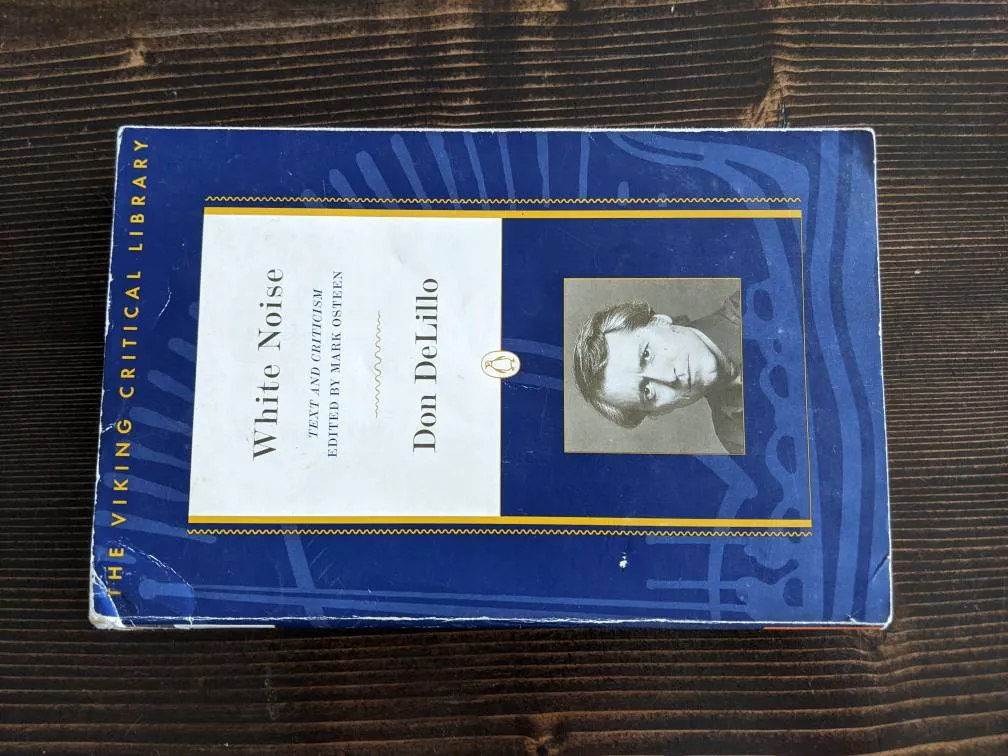 THE VIKING CRITICAL LIBRARY
White Noise
TEXT AND CRITICISM
EDITED BY MARK OSTEEN
Don DeLillo